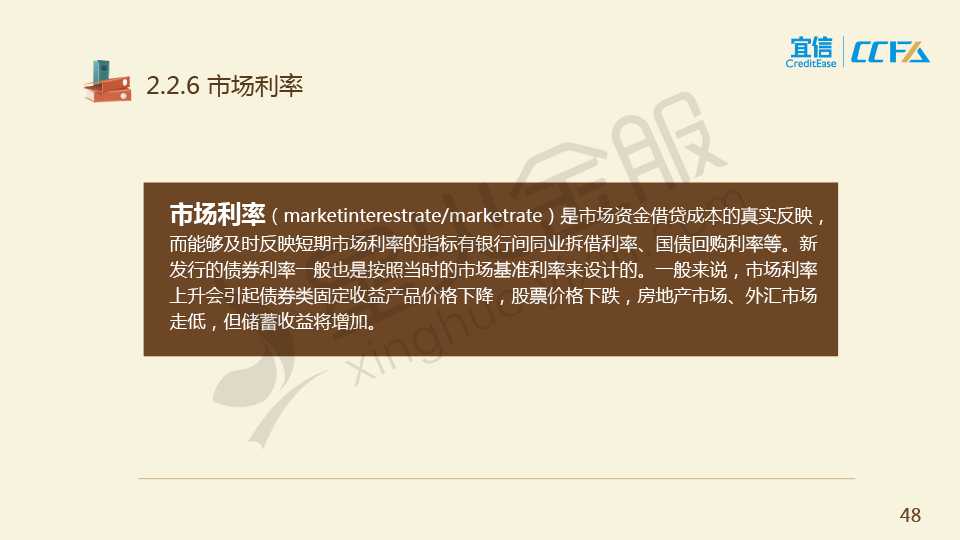 宜信
CreditEase
CCFA
2.2.6 市场利率
市场利率（marketinterestrate/marketrate）是市场资金借贷成本的真实反映，
而能够及时反映短期市场利率的指标有银行间同业拆借利率、国债回购利率等。新
发行的债券利率一般也是按照当时的市场基准利率来设计的。一般来说，市场利率
上升会引起债券类固定收益产品价格下降，股票价格下跌，房地产市场、外汇市场
走低，但储蓄收益将增加。
48